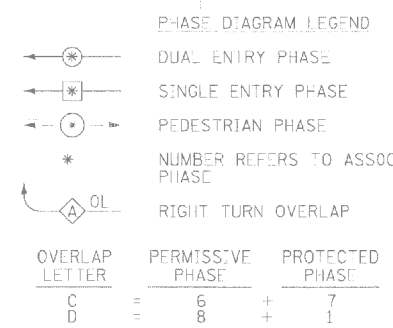 PHASE DIAGRAM LEGEND
* DUAL ENTRY PHASE
* SINGLE ENTRY PHASE
* PEDESTRIAN PHASE
* NUMBER REFERS TO ASSOC
PHASE
A OL RIGHT TURN OVERLAP
OVERLAP PERMISSIVE PROTECTED
LETTER PHASE PHASE
C = 6 + 7
D = 8 + 1